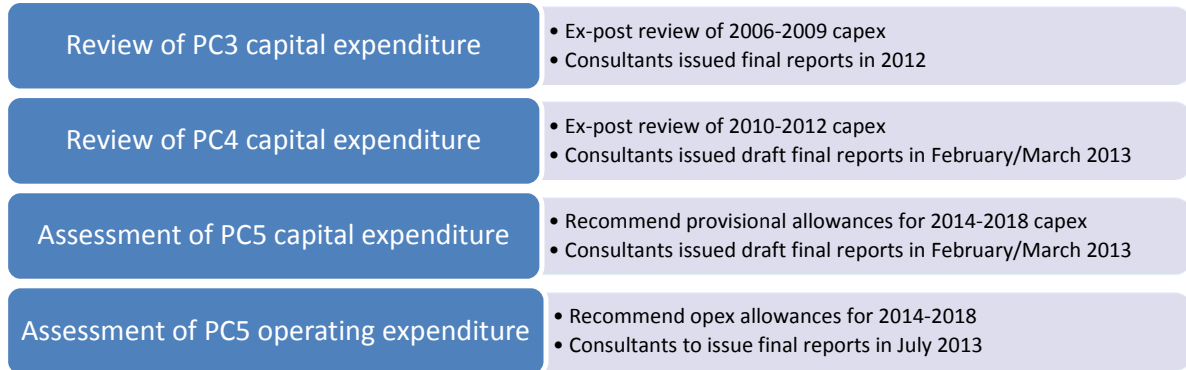 Review of PC3 capital expenditure
• Ex-post review of 2006-2009 capex
• Consultants issued final reports in 2012
Review of PC4 capital expenditure
• Ex-post review of 2010-2012 capex
• Consultants issued draft final reports in February/March 2013
Assessment of PC5 capital expenditure
• Recommend provisional allowances for 2014-2018 capex
• Consultants issued draft final reports in February/March 2013
Assessment of PC5 operating expenditure
• Recommend opex allowances for 2014-2018
• Consultants to issue final reports in July 2013